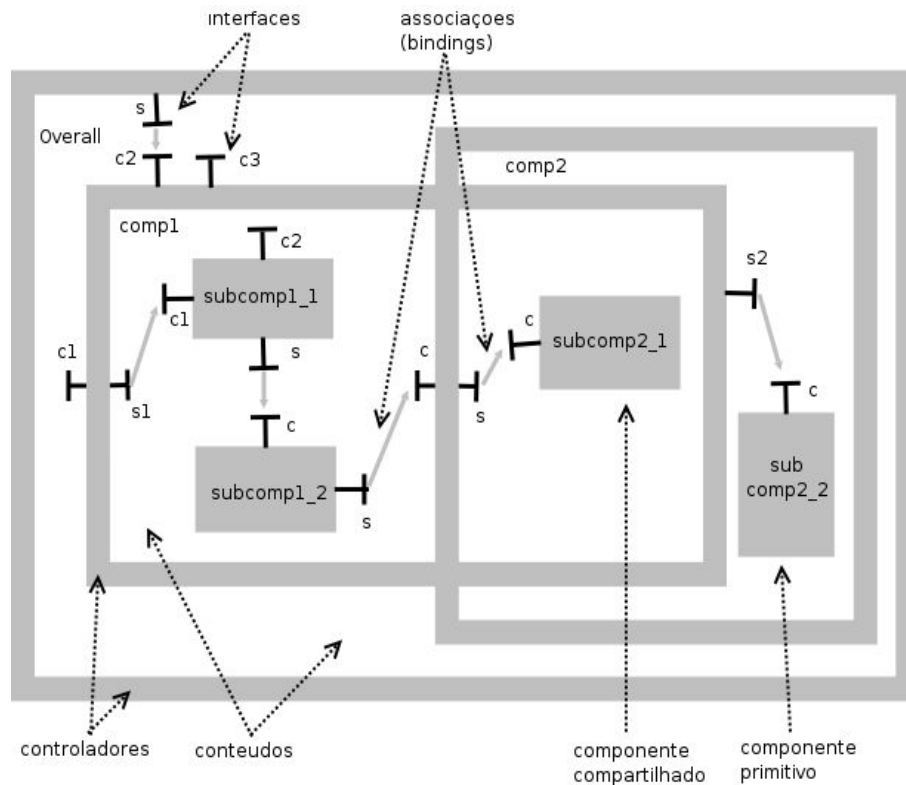 interfaces
associaçoes
(bindings)
s
Overall
c2
c3
comp2
comp1
c2
s2
subcomp1_1
c1
c
subcomp2_1
s
c1
c
c
s1
s
c
sub
comp2_2
subcomp1_2
s
controladores
conteudos
componente
compartilhado
componente
primitivo